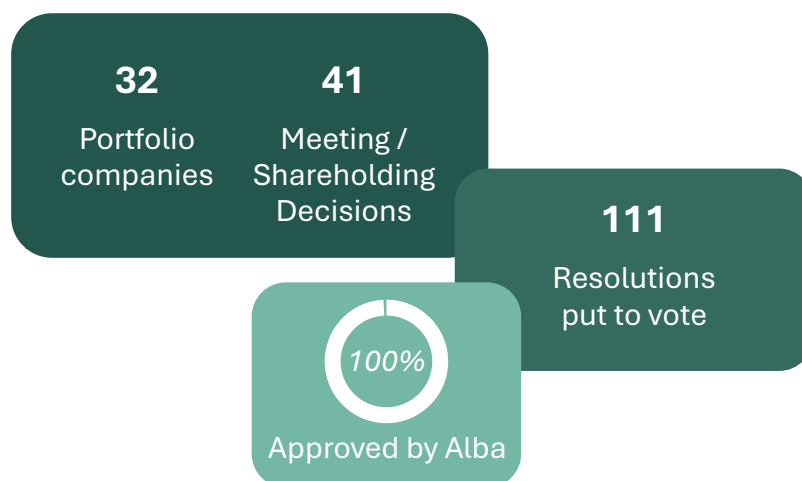 32
Portfolio
companies
41
Meeting /
Shareholding
Decisions
111
Resolutions
put to vote
100%
Approved by Alba